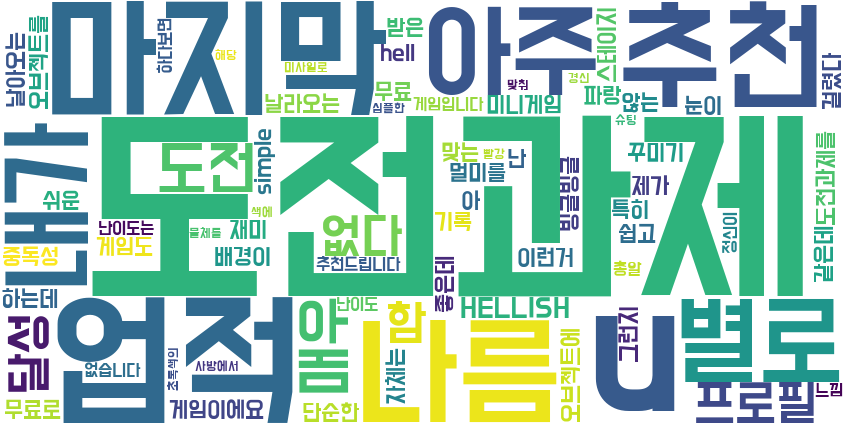 마지막
아주
추천
도전과제
도전
내가
업적
나름
u
별로
없다
아
봄
함
달성
프로필
HELLISH
hell
simple
받은
무료
날라오는
심플한
게임입니다
미니게임
맞춰
경신
스테이지
파랑
않는
눈이
걸렸다
날아오는
오브젝트를
하다보면
해당
미사일로
슈팅
맞는
빨강
멀미를
난
아
기록
빙글빙글
꾸미기
제가
특히
쉽고
정신이
같은데도전과제를
이런거
총알
쉬운
난이도는
중독성
게임도
물체를
색에
재미
배경이
추천드립니다
좋은데
하는데
난이도
없습니다
초록색의
사방에서
무료로
게임이에요
단순한
자체는
오브젝트에
그런지
느낌